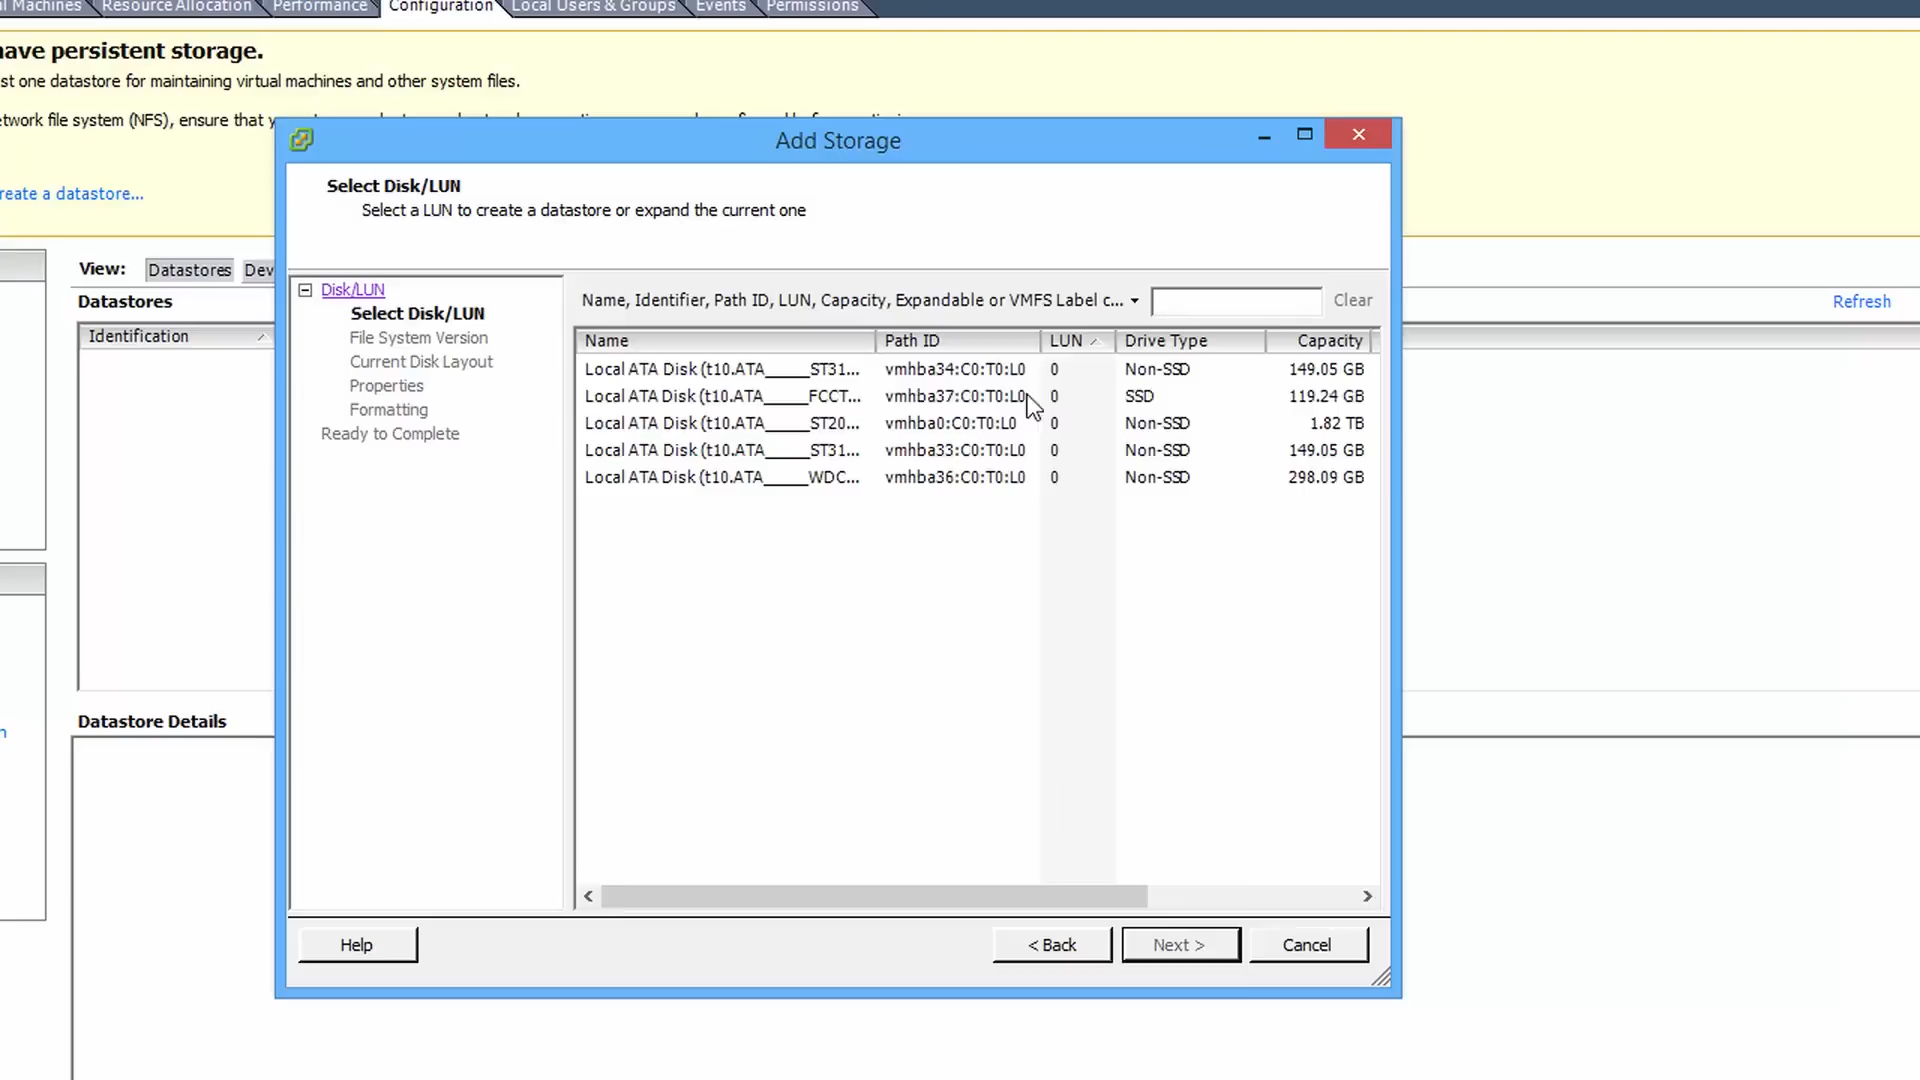 l Machines Resource Allocation Performance Configuration Local Users & Groups Events Permissions
have persistent storage.
st one datastore for maintaining virtual machines and other system files.
etwork file system (NFS), ensure that
reate a datastore...
Add Storage
Select Disk/LUN
Select a LUN to create a datastore or expand the current one
View: Datastores Dev
Datastores
Refresh
Identification
Disk/LUN
Select Disk/LUN
File System Version
Current Disk Layout
Properties
Formatting
Ready to Complete
Name, Identifier, Path ID, LUN, Capacity, Expandable or VMFS Label c... Clear
Name Path ID LUN Drive Type Capacity
Local ATA Disk (t10.ATA_____ST31... vmhba34:C0:T0:L0 0 Non-SSD 149.05 GB
Local ATA Disk (t10.ATA_____FCCT... vmhba37:C0:T0:L0 0 SSD 119.24 GB
Local ATA Disk (t10.ATA_____ST20... vmhba0:C0:T0:L0 0 Non-SSD 1.82 TB
Local ATA Disk (t10.ATA_____ST31... vmhba33:C0:T0:L0 0 Non-SSD 149.05 GB
Local ATA Disk (t10.ATA_____WDC... vmhba36:C0:T0:L0 0 Non-SSD 298.09 GB
Datastore Details
n
Help < Back Next > Cancel